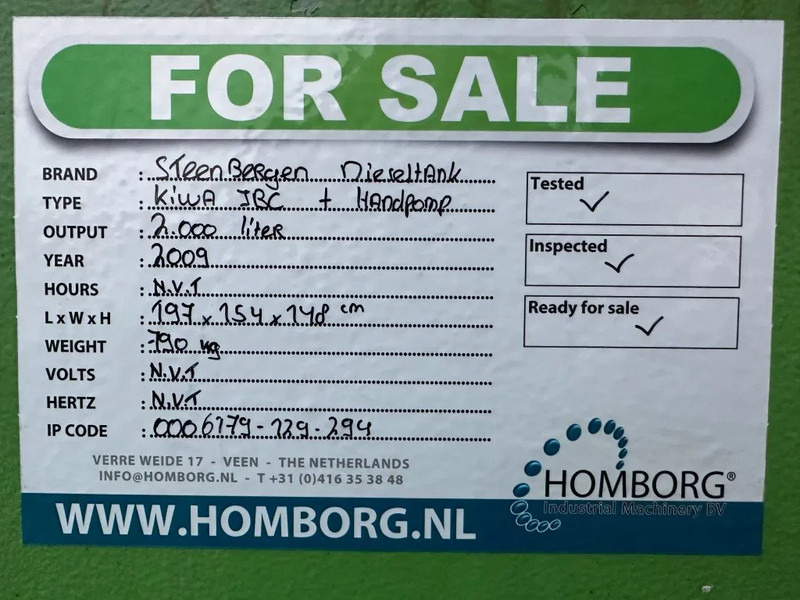 FOR SALE
BRAND : SteenBergen Dieseltank
TYPE : KiWA IBC + Handpomp
OUTPUT : 2.000 liter
YEAR : 2009
HOURS : N.V.T
L x W x H : 197 x 154 x 148 cm
WEIGHT : 790 kg
VOLTS : N.V.T
HERTZ : N.V.T
IP CODE : 0006179-129-294
Tested ✓
Inspected ✓
Ready for sale ✓
VERRE WEIDE 17 - VEEN - THE NETHERLANDS
INFO@HOMBORG.NL - T +31 (0)416 35 38 48
WWW.HOMBORG.NL
HOMBORG®
Industrial Machinery BV